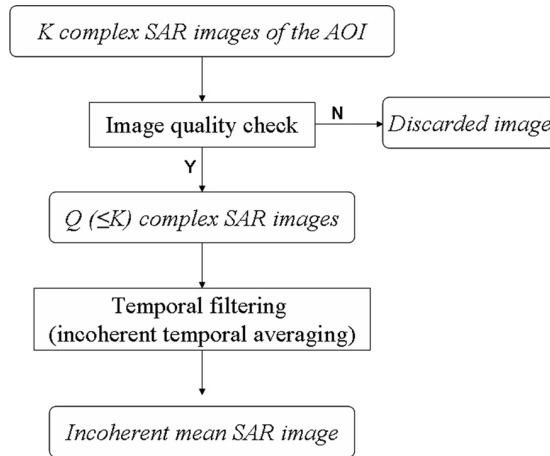 K complex SAR images of the AOI
Image quality check
N
Discarded image
Y
Q (≤K) complex SAR images
Temporal filtering
(incoherent temporal averaging)
Incoherent mean SAR image